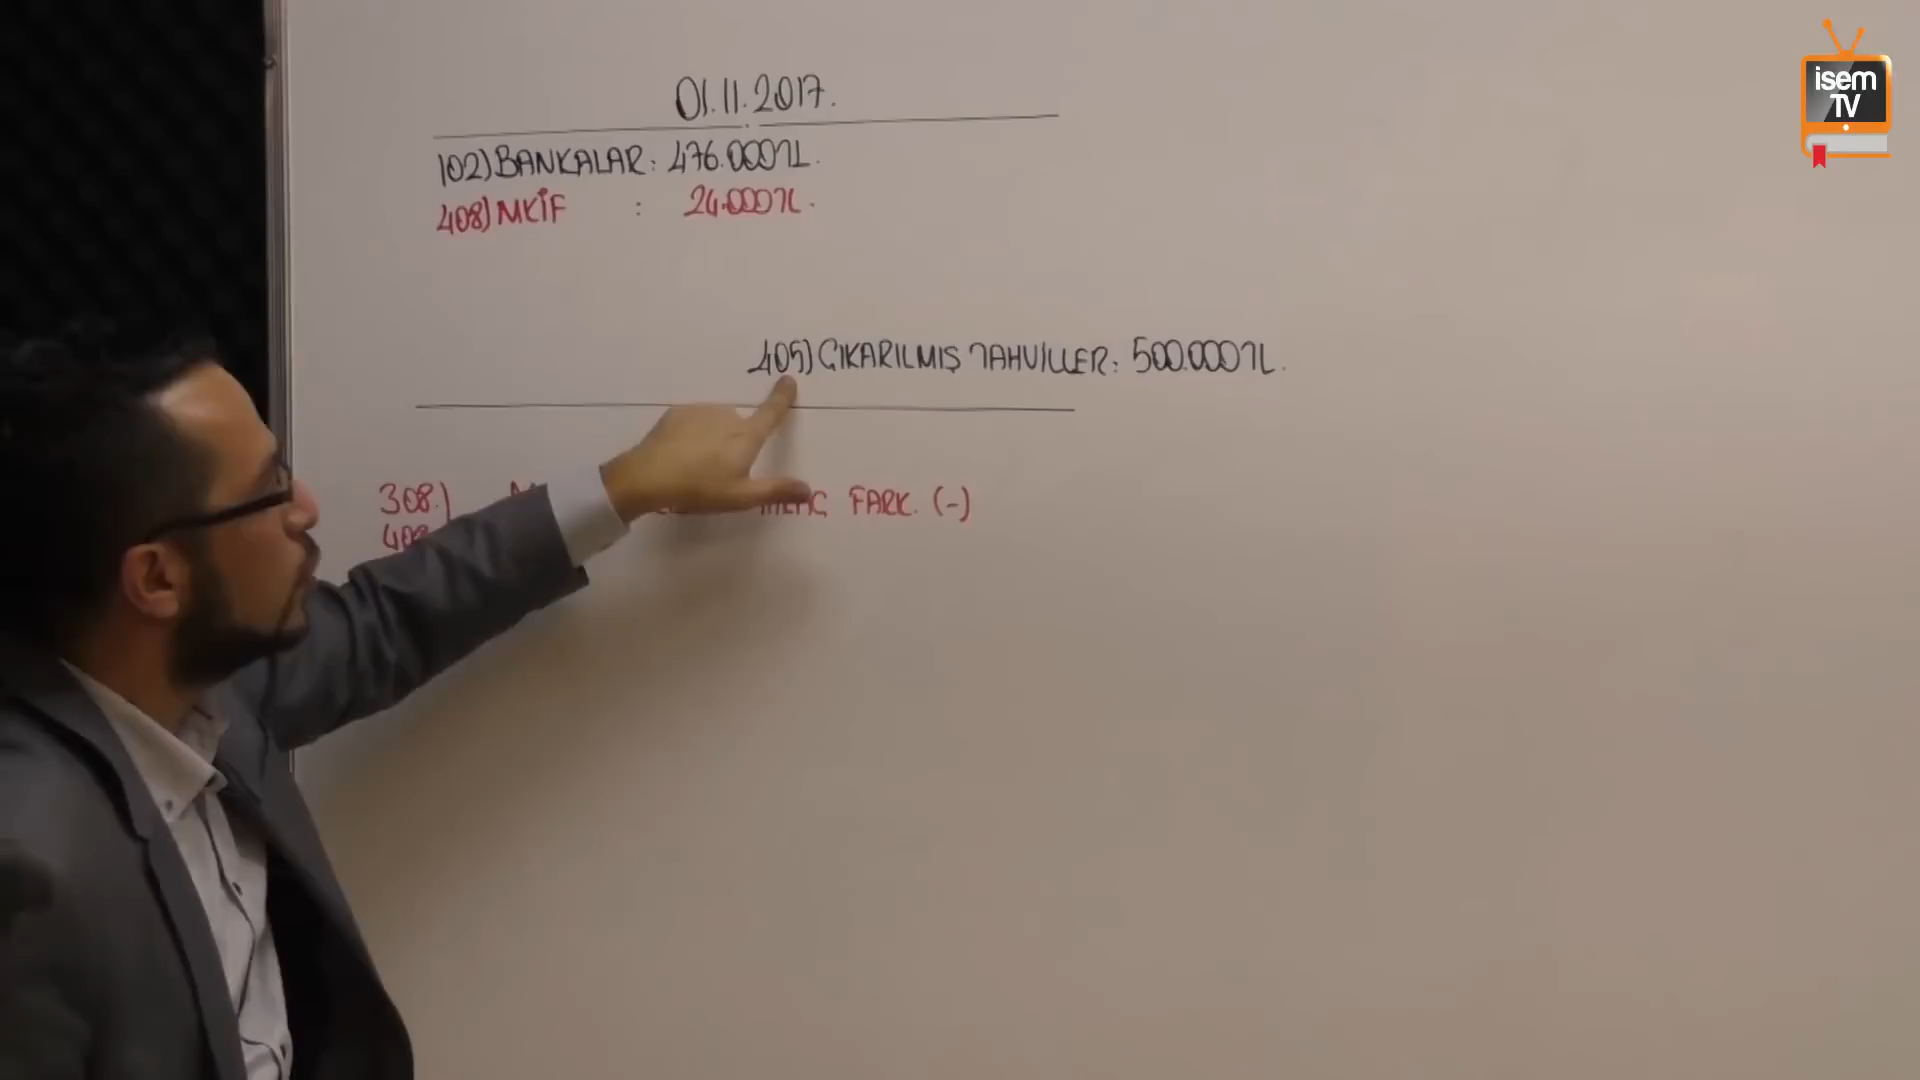 isem
TV
01.11.2017.
102) BANKALAR: 476.000TL.
408) MKİF : 24.000TL.
405) ÇIKARILMIŞ TAHVİLLER: 500.000TL.
308.) FARK. (-)